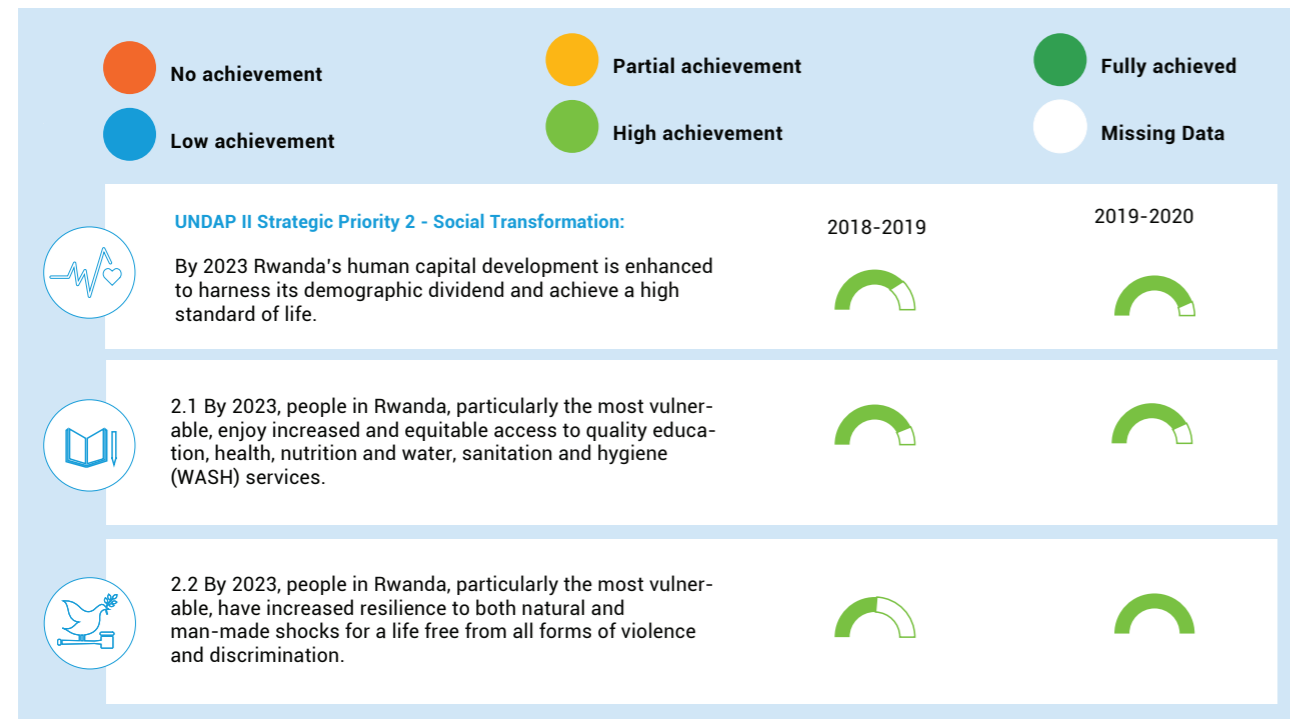 No achievement
Partial achievement
Fully achieved
Low achievement
High achievement
Missing Data
UNDAP II Strategic Priority 2 - Social Transformation:
2018-2019
2019-2020
By 2023 Rwanda's human capital development is enhanced
to harness its demographic dividend and achieve a high
standard of life.
2.1 By 2023, people in Rwanda, particularly the most vulner-
able, enjoy increased and equitable access to quality educa-
tion, health, nutrition and water, sanitation and hygiene
(WASH) services.
2.2 By 2023, people in Rwanda, particularly the most vulner-
able, have increased resilience to both natural and
man-made shocks for a life free from all forms of violence
and discrimination.